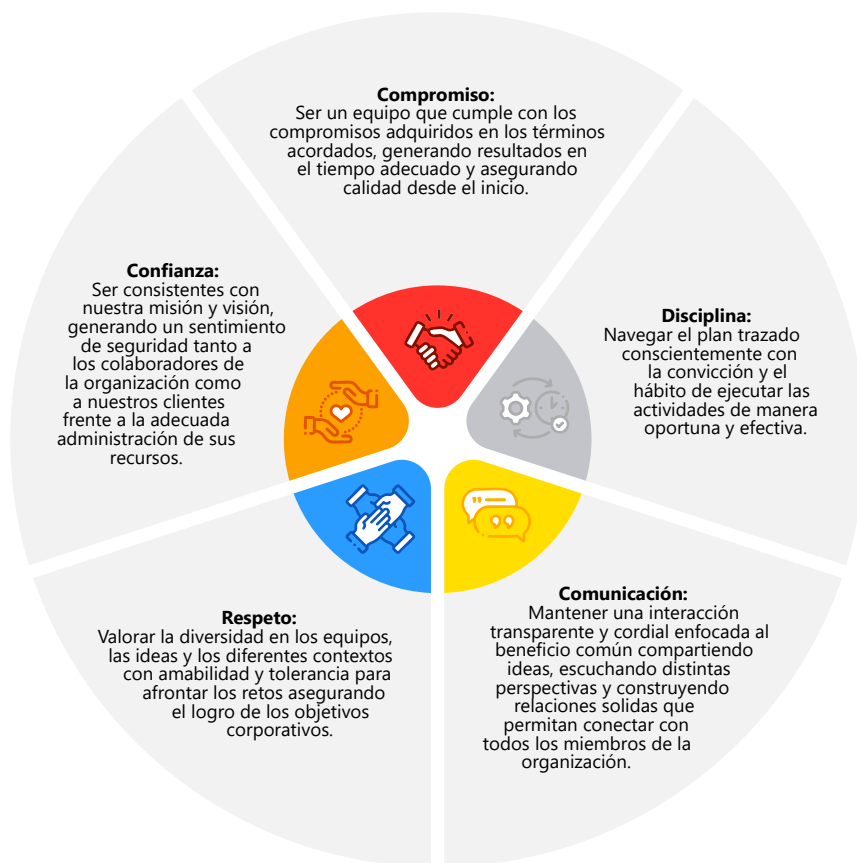 Compromiso:
Ser un equipo que cumple con los
compromisos adquiridos en los términos
acordados, generando resultados en
el tiempo adecuado y asegurando
calidad desde el inicio.
Confianza:
Ser consistentes con
nuestra misión y visión,
generando un sentimiento
de seguridad tanto a
los colaboradores de
la organización como
a nuestros clientes
frente a la adecuada
administración de sus
recursos.
Disciplina:
Navegar el plan trazado
conscientemente con
la convicción y el
hábito de ejecutar las
actividades de manera
oportuna y efectiva.
Respeto:
Valorar la diversidad en los equipos,
las ideas y los diferentes contextos
con amabilidad y tolerancia para
afrontar los retos asegurando
el logro de los objetivos
corporativos.
Comunicación:
Mantener una interacción
transparente y cordial enfocada al
beneficio común compartiendo
ideas, escuchando distintas
perspectivas y construyendo
relaciones solidas que
permitan conectar con
todos los miembros de la
organización.